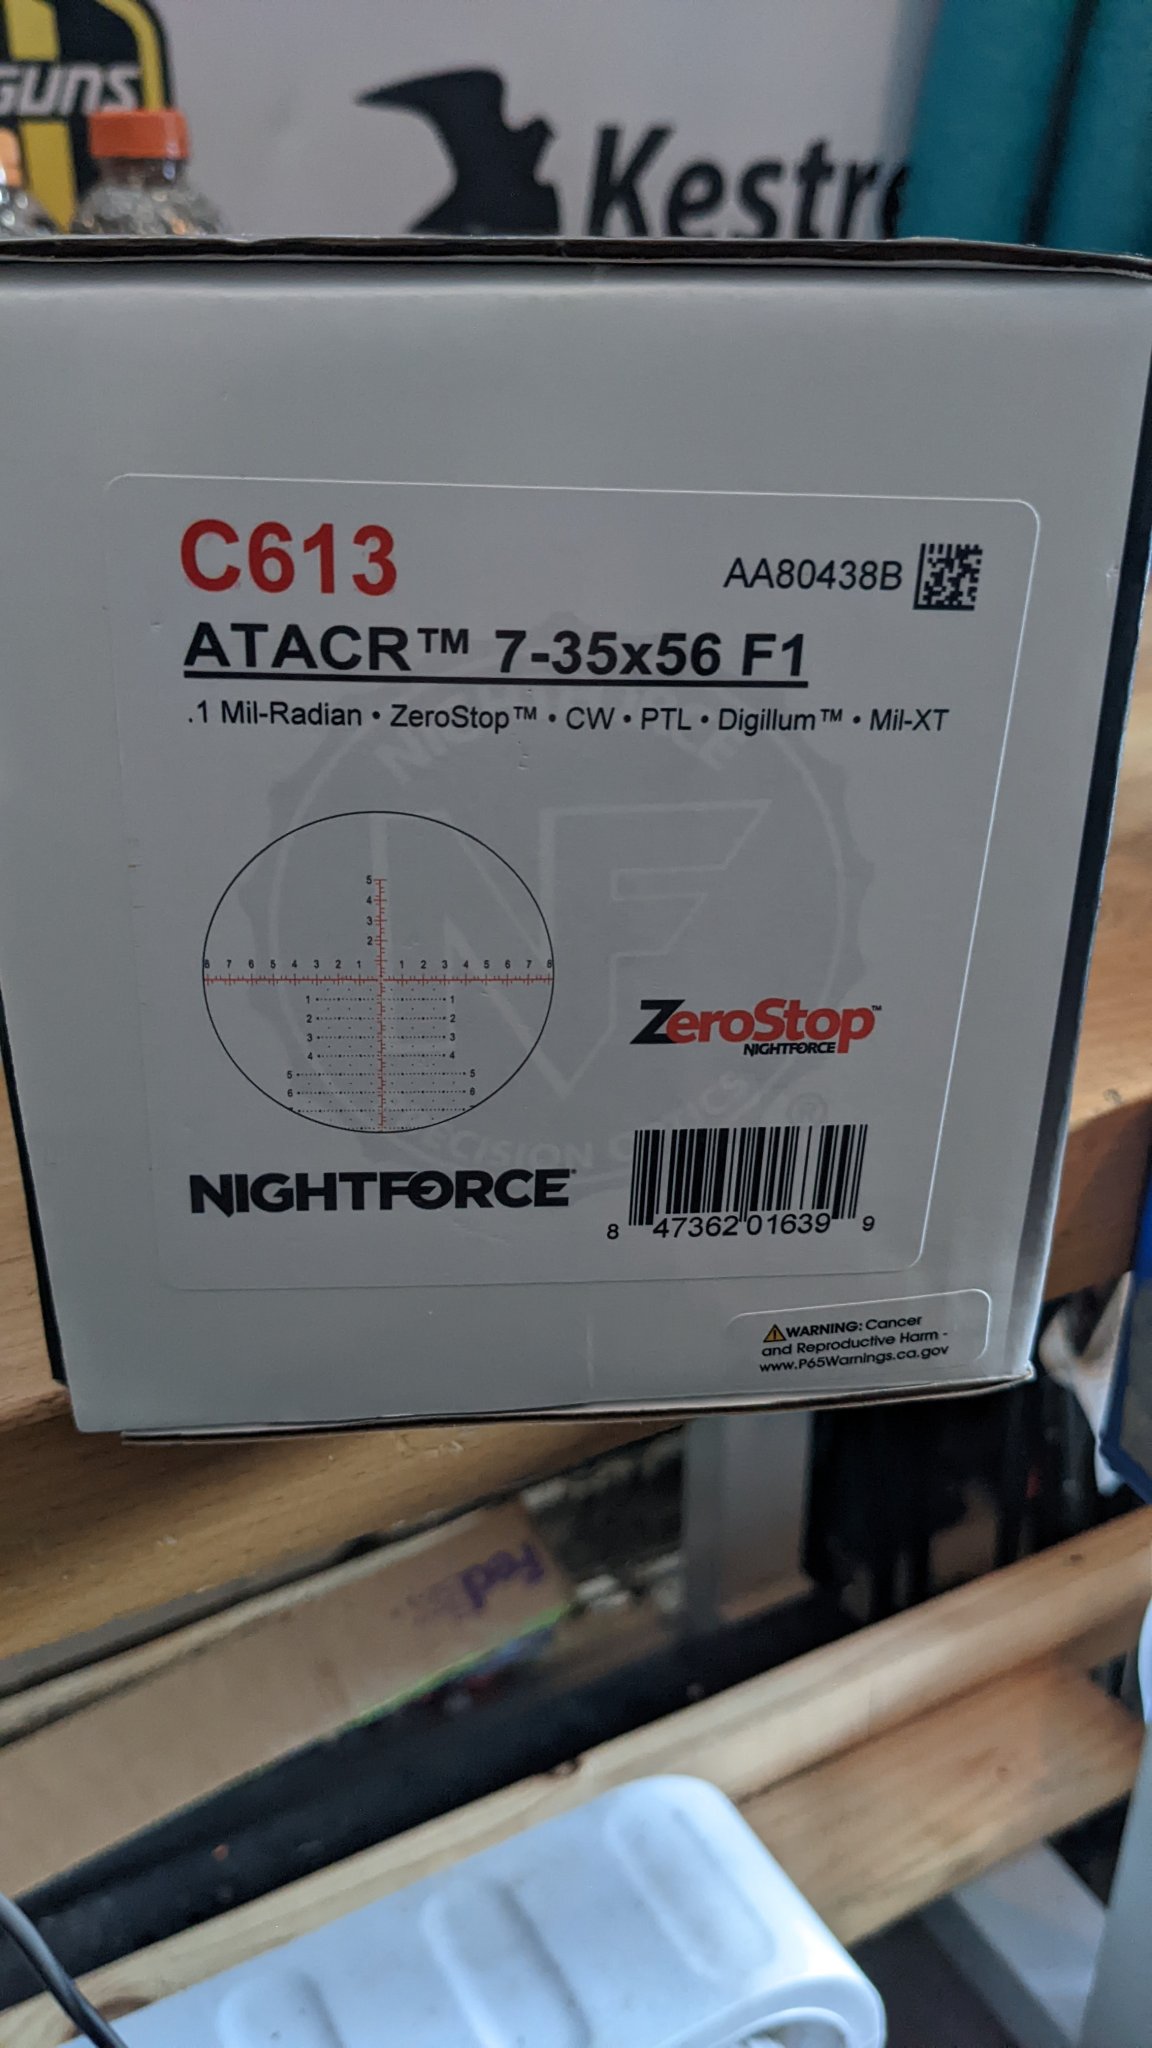 GUNS
Kestre
C613
AA80438B
ATACR™ 7-35x56 F1
.1 Mil-Radian • ZeroStop™ • CW • PTL • Digillum™ • Mil-XT
5
4
3
2
8 7 6 5 4 3 2 1 1 2 3 4 5 6 7 8
1 1
2 2
3 3
4 4
5 5
6 6
7
ZeroStop™
NIGHTFORCE
NIGHTFORCE®
8 47362 01639 9
⚠WARNING: Cancer
and Reproductive Harm -
www.P65Warnings.ca.gov
FedEx